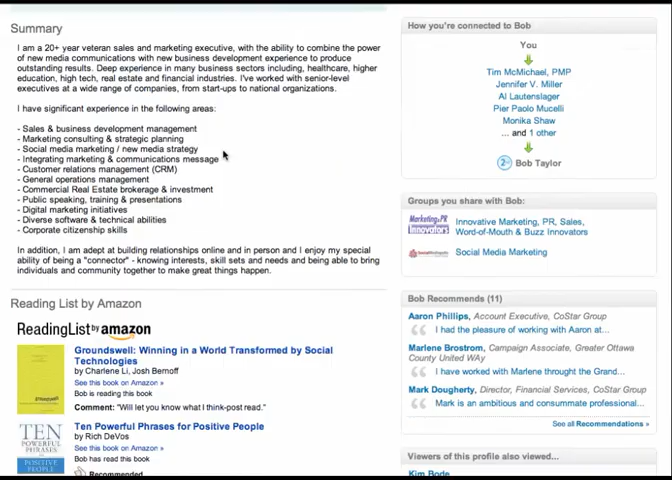 Summary
I am a 20+ year veteran sales and marketing executive, with the ability to combine the power
of new media communications with new business development experience to produce
outstanding results. Deep experience in many business sectors including, healthcare, higher
education, high tech, real estate and financial industries. I've worked with senior-level
executives at a wide range of companies, from start-ups to national organizations.
I have significant experience in the following areas:
- Sales & business development management
- Marketing consulting & strategic planning
- Social media marketing / new media strategy
- Integrating marketing & communications message
- Customer relations management (CRM)
- General operations management
- Commercial Real Estate brokerage & investment
- Public speaking, training & presentations
- Digital marketing initiatives
- Diverse software & technical abilities
- Corporate citizenship skills
In addition, I am adept at building relationships online and in person and I enjoy my special
ability of being a "connector" - knowing interests, skill sets and needs and being able to bring
individuals and community together to make great things happen.
Reading List by Amazon
ReadingList by amazon
Groundswell: Winning in a World Transformed by Social
Technologies
by Charlene Li, Josh Bernoff
See this book on Amazon »
Bob is reading this book
Comment: "Will let you know what I think-post read."
TEN
POWERFUL
PHRASES
FOR
POSITIVE
PEOPLE
Ten Powerful Phrases for Positive People
by Rich DeVos
See this book on Amazon »
Bob has read this book
Recommended
How you're connected to Bob
You
Tim McMichael, PMP
Jennifer V. Miller
Al Lautenslager
Pier Paolo Mucelli
Monika Shaw
... and 1 other
2nd Bob Taylor
Groups you share with Bob:
Marketing & PR
Innovators
Innovative Marketing, PR, Sales,
Word-of-Mouth & Buzz Innovators
Social Media Marketing
Bob Recommends (11)
Aaron Phillips, Account Executive, CoStar Group
I had the pleasure of working with Aaron at...
Marlene Brostrom, Campaign Associate, Greater Ottawa
County United WAy
I have worked with Marlene throught the Grand...
Mark Dougherty, Director, Financial Services, CoStar Group
Mark is an ambitious and consummate professional...
See all Recommendations »
Viewers of this profile also viewed...
Kim Bode